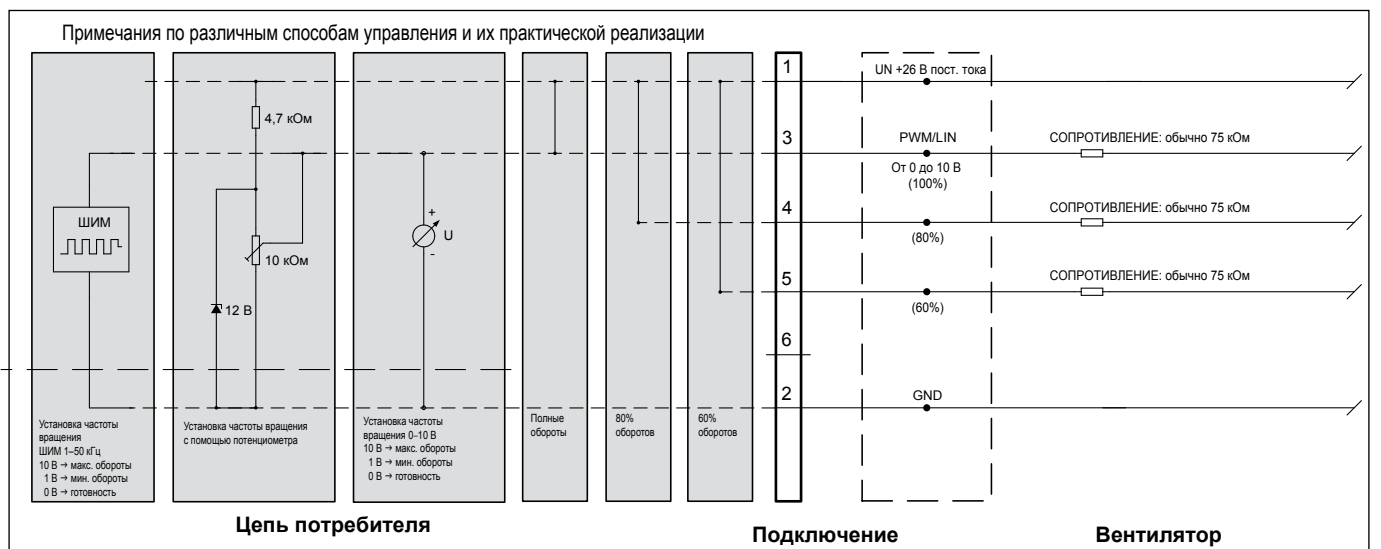 Примечания по различным способам управления и их практической реализации
1
UN +26 В пост. тока
4,7 кОм
3
PWM/LIN
СОПРОТИВЛЕНИЕ: обычно 75 кОм
От 0 до 10 В
(100%)
ШИМ
+
U
-
10 кОм
4
СОПРОТИВЛЕНИЕ: обычно 75 кОм
(80%)
5
СОПРОТИВЛЕНИЕ: обычно 75 кОм
(60%)
12 В
6
2
GND
Установка частоты
вращения
ШИМ 1–50 кГц
10 В → макс. обороты
1 В → мин. обороты
0 В → готовность
Установка частоты вращения
с помощью потенциометра
Установка частоты
вращения 0–10 В
10 В → макс. обороты
1 В → мин. обороты
0 В → готовность
Полные
обороты
80%
оборотов
60%
оборотов
Цепь потребителя
Подключение
Вентилятор